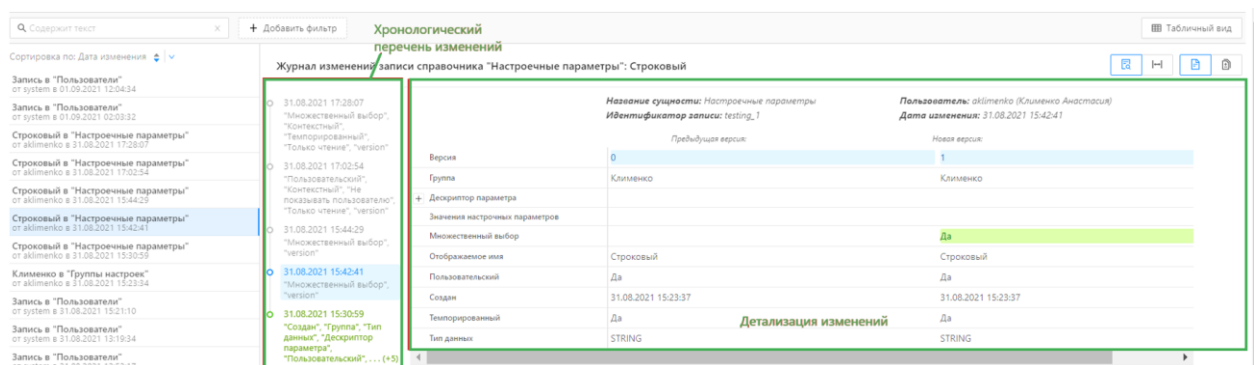 Содержит текст
Добавить фильтр
Хронологический
перечень изменений
Табличный вид
Сортировка по: Дата изменения
Журнал изменений записи справочника "Настроечные параметры": Строковый
Запись в "Пользователи"
от system в 01.09.2021 12:04:34
Запись в "Пользователи"
от system в 01.09.2021 02:03:32
Строковый в "Настроечные параметры"
от aklimenko в 31.08.2021 17:28:07
Строковый в "Настроечные параметры"
от aklimenko в 31.08.2021 17:02:54
Строковый в "Настроечные параметры"
от aklimenko в 31.08.2021 15:44:29
Строковый в "Настроечные параметры"
от aklimenko в 31.08.2021 15:42:41
Строковый в "Настроечные параметры"
от aklimenko в 31.08.2021 15:30:59
Клименко в "Группы настроек"
от aklimenko в 31.08.2021 15:23:34
Запись в "Пользователи"
от system в 31.08.2021 15:21:10
Запись в "Пользователи"
от system в 31.08.2021 13:19:34
Запись в "Пользователи"
31.08.2021 17:28:07
"Множественный выбор",
"Контекстный",
"Темпорированный",
"Только чтение", "version"
31.08.2021 17:02:54
"Пользовательский",
"Контекстный", "Не
показывать пользователю",
"Только чтение", "version"
31.08.2021 15:44:29
"Множественный выбор",
"version"
31.08.2021 15:42:41
"Множественный выбор",
"version"
31.08.2021 15:30:59
"Создан", "Группа", "Тип
данных", "Дескриптор
параметра",
"Пользовательский", . . . (+5)
Название сущности: Настроечные параметры Пользователь: aklimenko (Клименко Анастасия)
Идентификатор записи: testing_1 Дата изменения: 31.08.2021 15:42:41
Предыдущая версия: Новая версия:
Версия 0 1
Группа Клименко Клименко
Дескриптор параметра
Значения настрочных параметров
Множественный выбор Да
Отображаемое имя Строковый Строковый
Пользовательский Да Да
Создан 31.08.2021 15:23:37 31.08.2021 15:23:37
Темпорированный Да Да
Детализация изменений
Тип данных STRING STRING